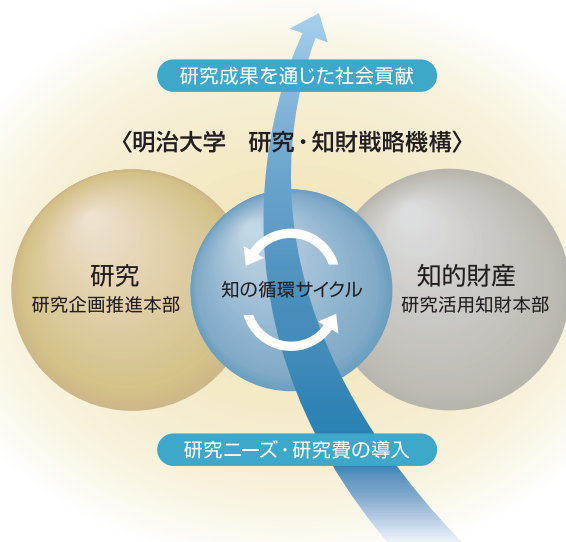 研究成果を通じた社会貢献
〈明治大学　研究・知財戦略機構〉
研究
研究企画推進本部
知の循環サイクル
知的財産
研究活用知財本部
研究ニーズ・研究費の導入